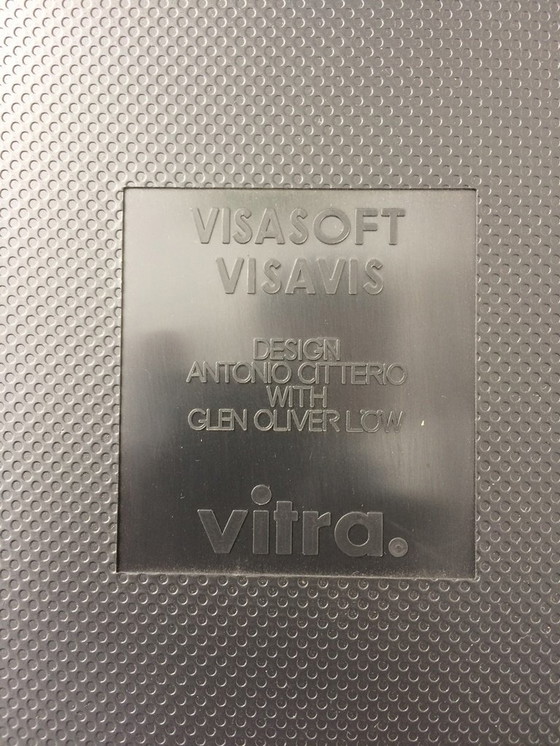 VISASOFT
VISAVIS
DESIGN
ANTONIO CITTERIO
WITH
GLEN OLIVER LÖW
vitra.